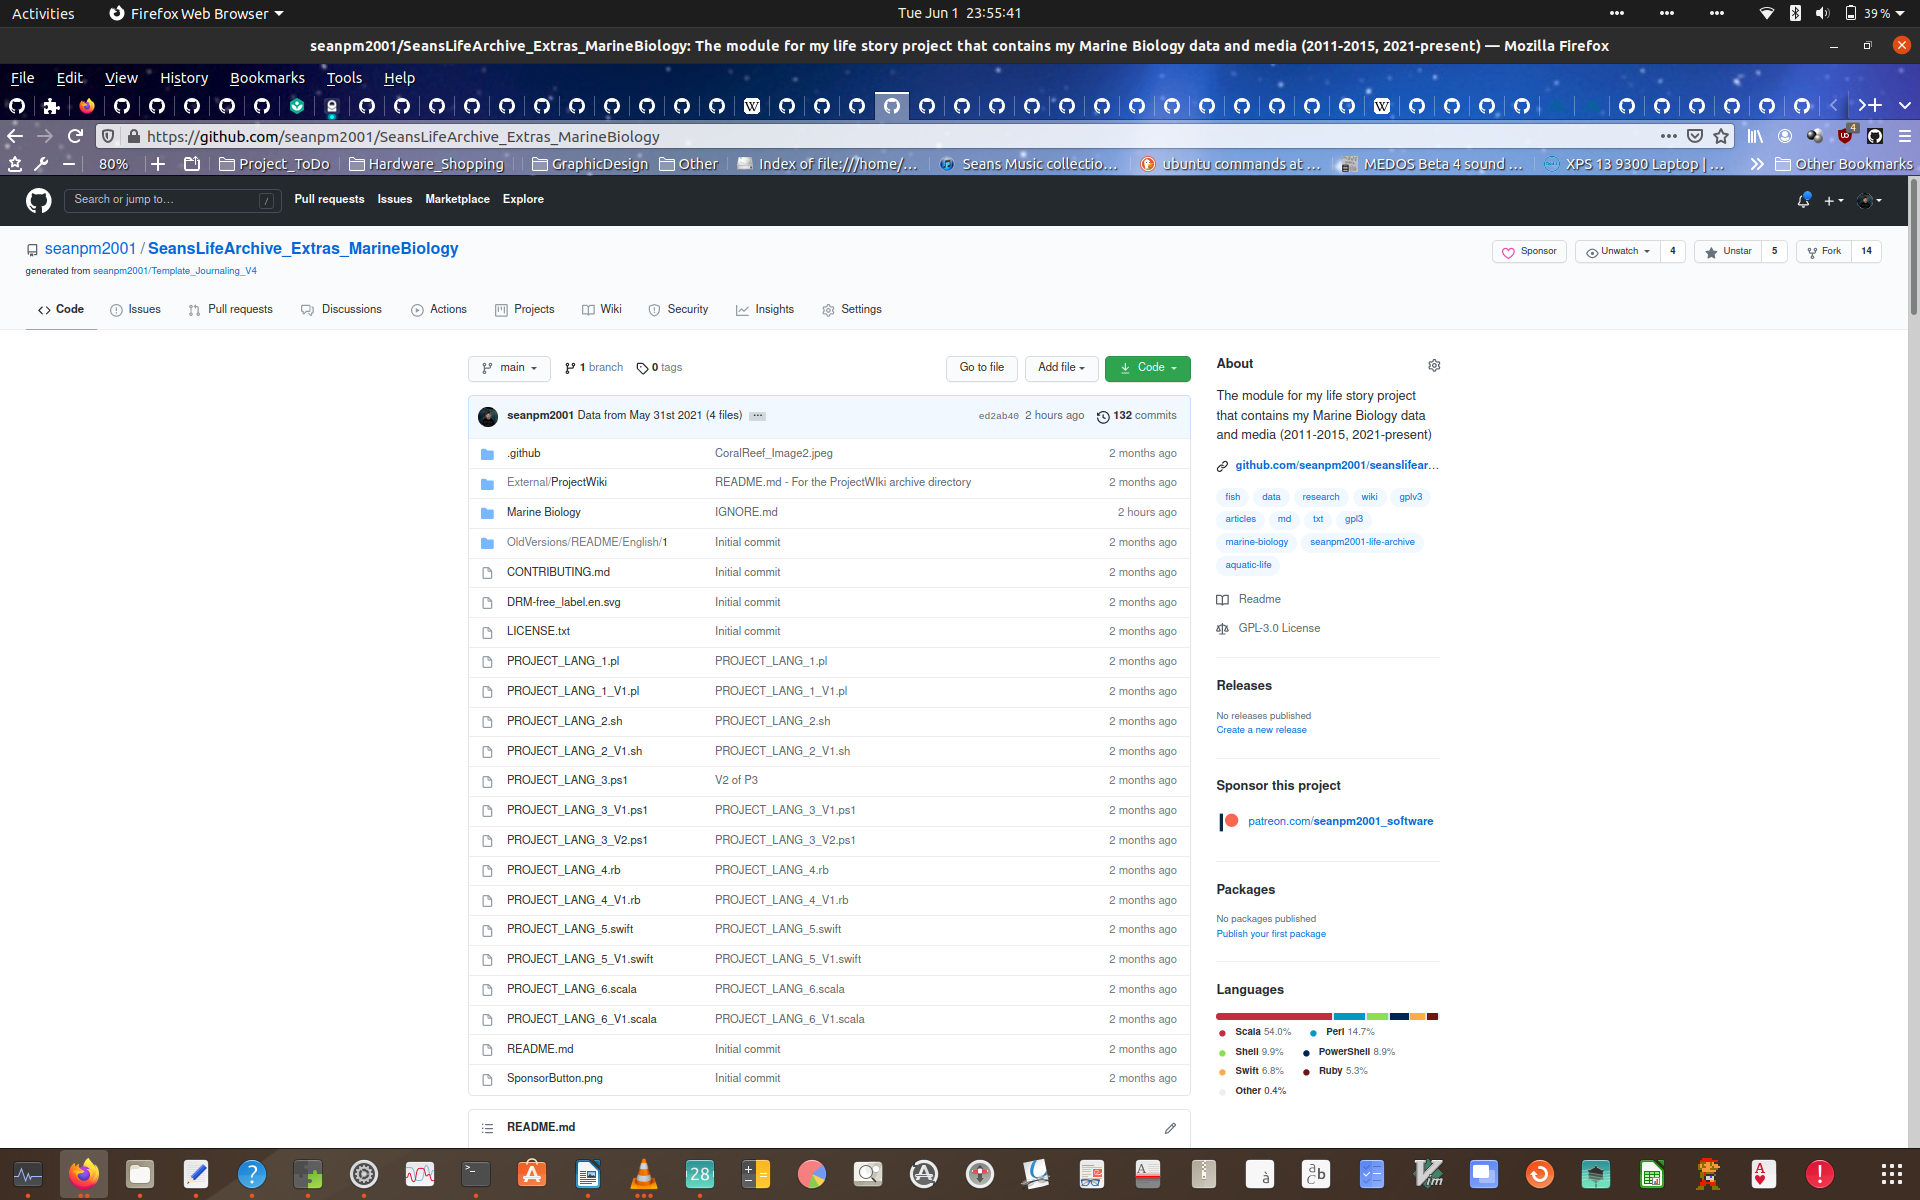 Activities Firefox Web Browser Tue Jun 1 23:55:41 39 %
seanpm2001/SeansLifeArchive_Extras_MarineBiology: The module for my life story project that contains my Marine Biology data and media (2011-2015, 2021-present) — Mozilla Firefox
File Edit View History Bookmarks Tools Help
https://github.com/seanpm2001/SeansLifeArchive_Extras_MarineBiology 4
80% Project_ToDo Hardware_Shopping GraphicDesign Other Index of file:///home/... Seans Music collectio... ubuntu commands at ... MEDOS Beta 4 sound ... XPS 13 9300 Laptop | ... Other Bookmarks
Search or jump to... / Pull requests Issues Marketplace Explore
seanpm2001 / SeansLifeArchive_Extras_MarineBiology Sponsor Unwatch 4 Unstar 5 Fork 14
generated from seanpm2001/Template_Journaling_V4
Code Issues Pull requests Discussions Actions Projects Wiki Security Insights Settings
main 1 branch 0 tags Go to file Add file Code
seanpm2001 Data from May 31st 2021 (4 files) ed2ab40 2 hours ago 132 commits
.github CoralReef_Image2.jpeg 2 months ago
External/ProjectWiki README.md - For the ProjectWIki archive directory 2 months ago
Marine Biology IGNORE.md 2 hours ago
OldVersions/README/English/1 Initial commit 2 months ago
CONTRIBUTING.md Initial commit 2 months ago
DRM-free_label.en.svg Initial commit 2 months ago
LICENSE.txt Initial commit 2 months ago
PROJECT_LANG_1.pl PROJECT_LANG_1.pl 2 months ago
PROJECT_LANG_1_V1.pl PROJECT_LANG_1_V1.pl 2 months ago
PROJECT_LANG_2.sh PROJECT_LANG_2.sh 2 months ago
PROJECT_LANG_2_V1.sh PROJECT_LANG_2_V1.sh 2 months ago
PROJECT_LANG_3.ps1 V2 of P3 2 months ago
PROJECT_LANG_3_V1.ps1 PROJECT_LANG_3_V1.ps1 2 months ago
PROJECT_LANG_3_V2.ps1 PROJECT_LANG_3_V2.ps1 2 months ago
PROJECT_LANG_4.rb PROJECT_LANG_4.rb 2 months ago
PROJECT_LANG_4_V1.rb PROJECT_LANG_4_V1.rb 2 months ago
PROJECT_LANG_5.swift PROJECT_LANG_5.swift 2 months ago
PROJECT_LANG_5_V1.swift PROJECT_LANG_5_V1.swift 2 months ago
PROJECT_LANG_6.scala PROJECT_LANG_6.scala 2 months ago
PROJECT_LANG_6_V1.scala PROJECT_LANG_6_V1.scala 2 months ago
README.md Initial commit 2 months ago
SponsorButton.png Initial commit 2 months ago
README.md
About
The module for my life story project
that contains my Marine Biology data
and media (2011-2015, 2021-present)
github.com/seanpm2001/seanslifear...
fish data research wiki gplv3
articles md txt gpl3
marine-biology seanpm2001-life-archive
aquatic-life
Readme
GPL-3.0 License
Releases
No releases published
Create a new release
Sponsor this project
patreon.com/seanpm2001_software
Packages
No packages published
Publish your first package
Languages
Scala 54.0% Perl 14.7%
Shell 9.9% PowerShell 8.9%
Swift 6.8% Ruby 5.3%
Other 0.4%
28